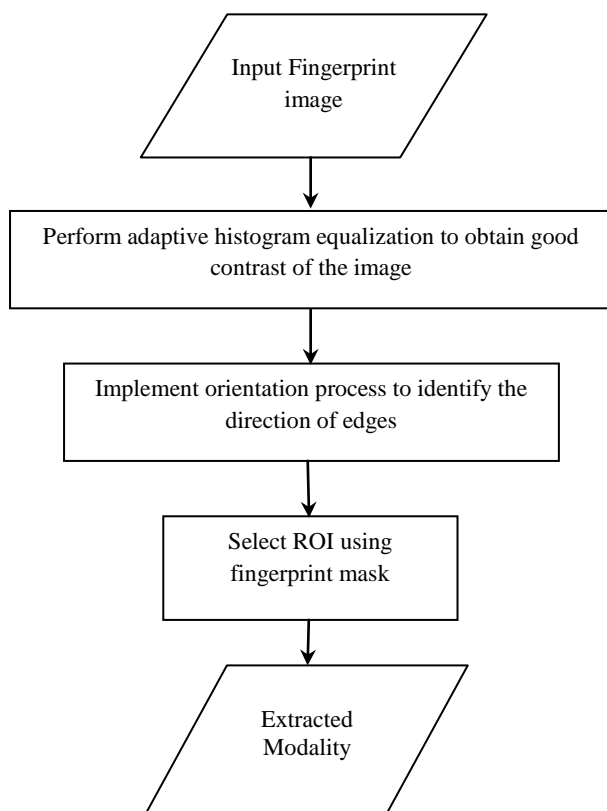 Input Fingerprint
image
Perform adaptive histogram equalization to obtain good
contrast of the image
Implement orientation process to identify the
direction of edges
Select ROI using
fingerprint mask
Extracted
Modality